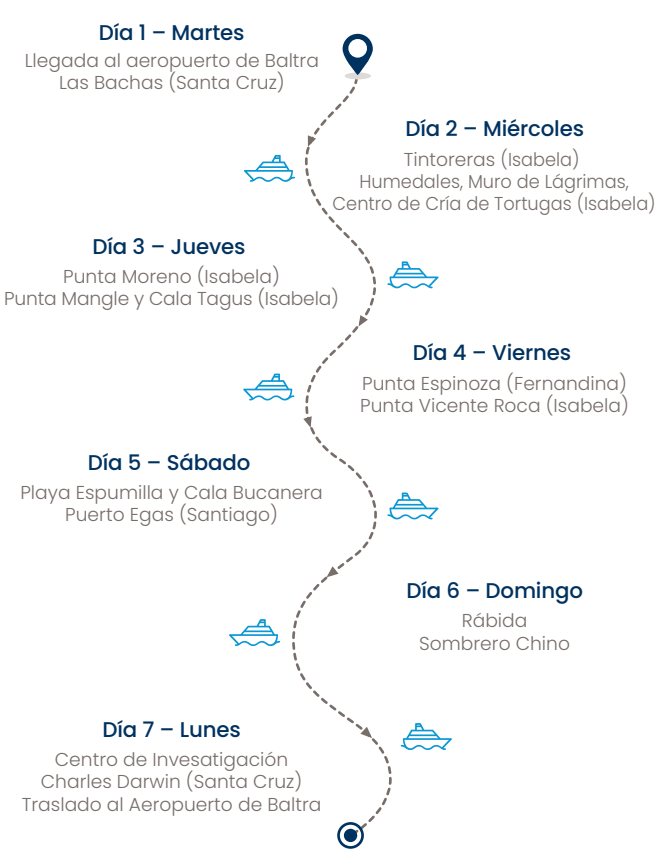 Día 1 – Martes
Llegada al aeropuerto de Baltra
Las Bachas (Santa Cruz)
Día 2 – Miércoles
Tintoreras (Isabela)
Humedales, Muro de Lágrimas,
Centro de Cría de Tortugas (Isabela)
Día 3 – Jueves
Punta Moreno (Isabela)
Punta Mangle y Cala Tagus (Isabela)
Día 4 – Viernes
Punta Espinoza (Fernandina)
Punta Vicente Roca (Isabela)
Día 5 – Sábado
Playa Espumilla y Cala Bucanera
Puerto Egas (Santiago)
Día 6 – Domingo
Rábida
Sombrero Chino
Día 7 – Lunes
Centro de Invesatigación
Charles Darwin (Santa Cruz)
Traslado al Aeropuerto de Baltra